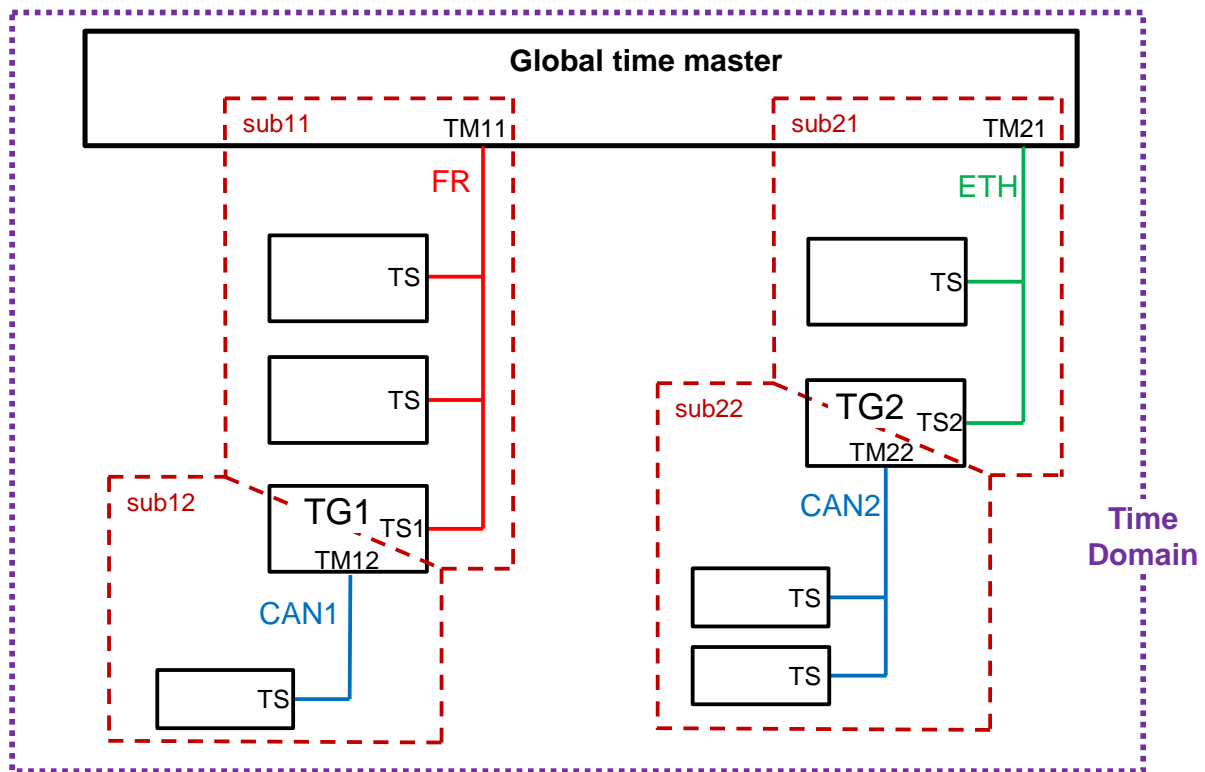 Global time master
sub11
TM11
sub21
TM21
FR
ETH
TS
TS
TS
sub22
TG2
TS2
TM22
sub12
TG1
TS1
TM12
CAN2
CAN1
Time
Domain
TS
TS
TS